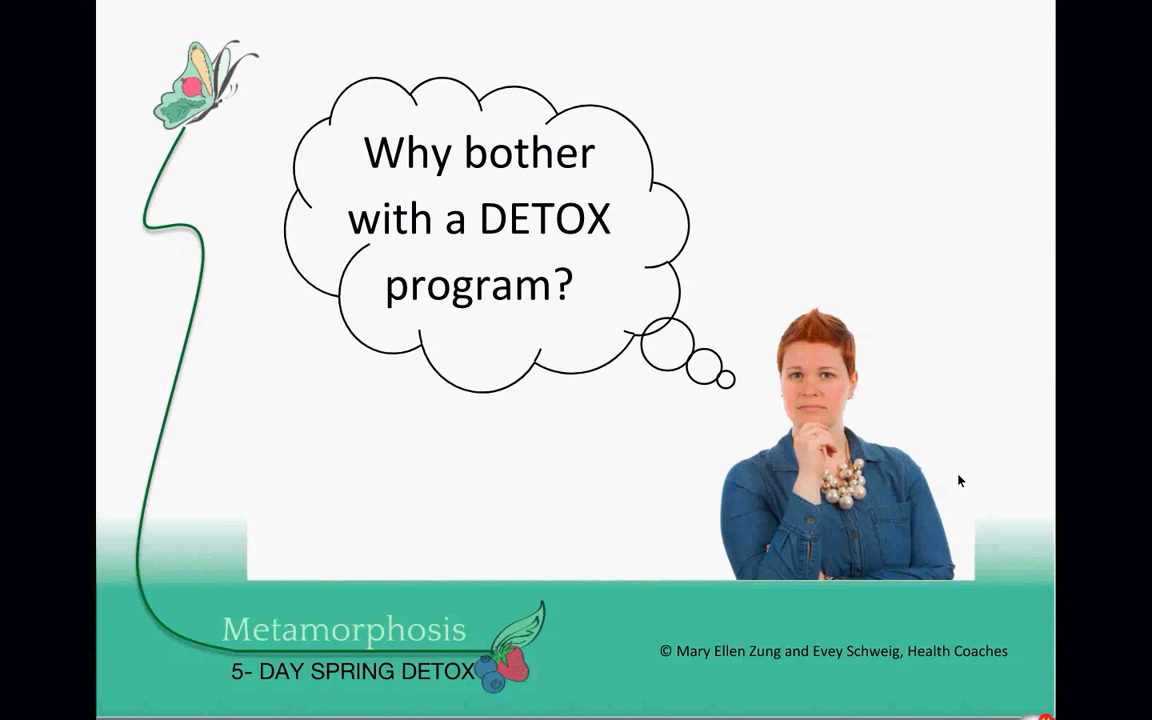 Why bother
with a DETOX
program?
Metamorphosis
5- DAY SPRING DETOX
© Mary Ellen Zung and Evey Schweig, Health Coaches